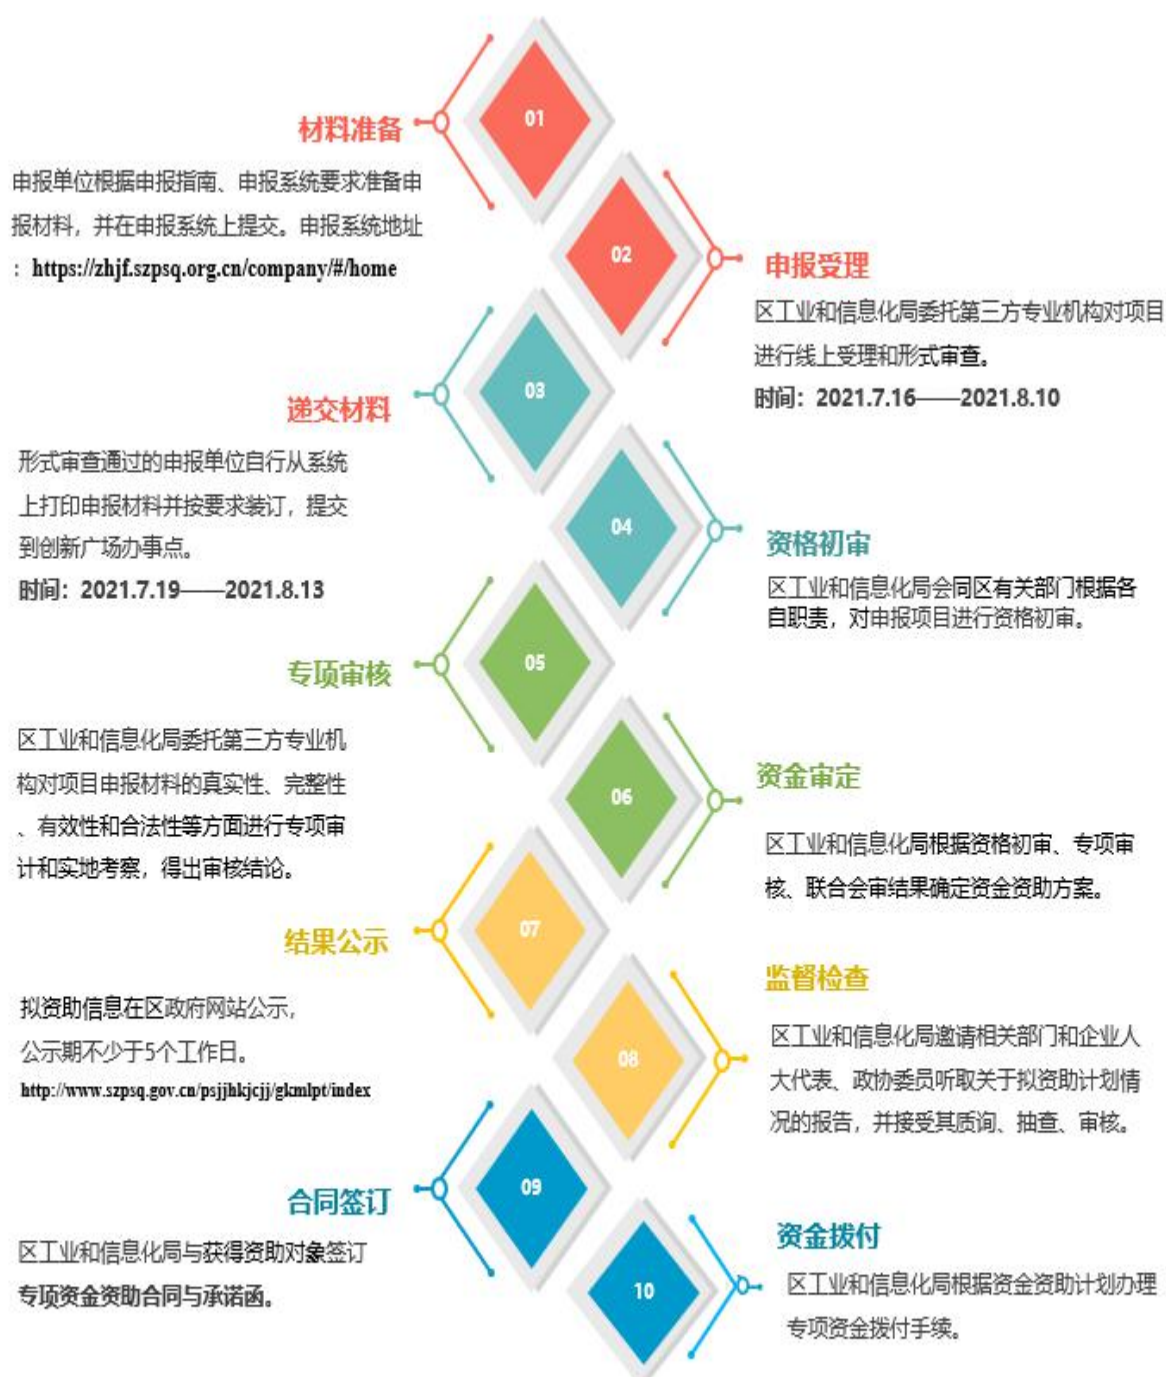 01
材料准备
申报单位根据申报指南、申报系统要求准备申
报材料，并在申报系统上提交。申报系统地址
：https://zhjf.szpsq.org.cn/company/#/home
02
申报受理
区工业和信息化局委托第三方专业机构对项目
进行线上受理和形式审查。
时间：2021.7.16——2021.8.10
03
递交材料
形式审查通过的申报单位自行从系统
上打印申报材料并按要求装订，提交
到创新广场办事点。
时间：2021.7.19——2021.8.13
04
资格初审
区工业和信息化局会同区有关部门根据各
自职责，对申报项目进行资格初审。
05
专项审核
区工业和信息化局委托第三方专业机
构对项目申报材料的真实性、完整性
、有效性和合法性等方面进行专项审
计和实地考察，得出审核结论。
06
资金审定
区工业和信息化局根据资格初审、专项审
核、联合会审结果确定资金资助方案。
07
结果公示
拟资助信息在区政府网站公示，
公示期不少于5个工作日。
http://www.szpsq.gov.cn/psjjhkjcjj/gkmlpt/index
08
监督检查
区工业和信息化局邀请相关部门和企业人
大代表、政协委员听取关于拟资助计划情
况的报告，并接受其质询、抽查、审核。
09
合同签订
区工业和信息化局与获得资助对象签订
专项资金资助合同与承诺函。
10
资金拨付
区工业和信息化局根据资金资助计划办理
专项资金拨付手续。